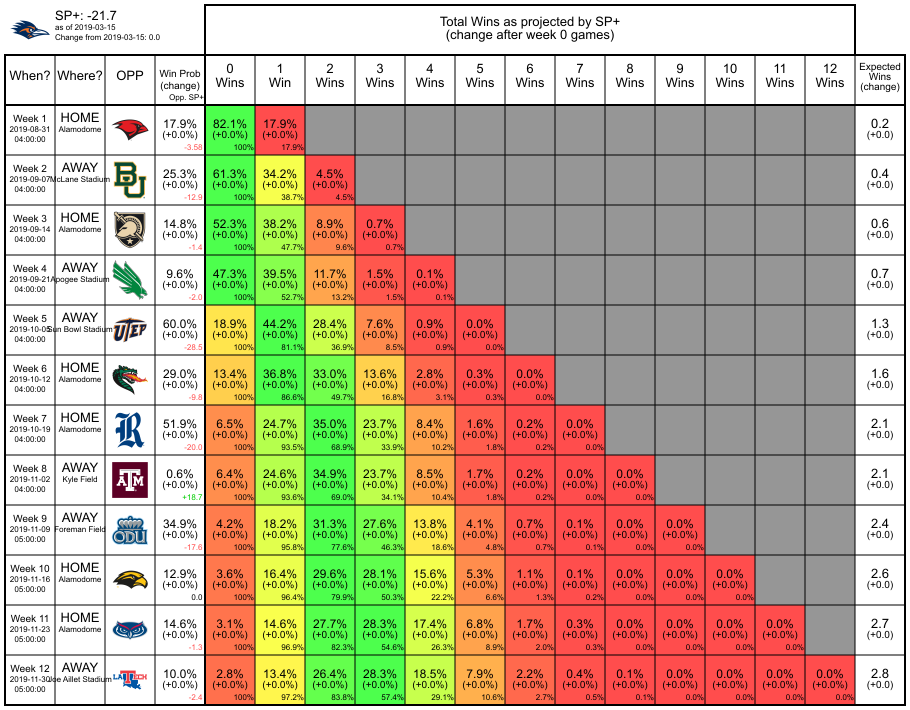 SP+: -21.7
as of 2019-03-15
Change from 2019-03-15: 0.0
Total Wins as projected by SP+
(change after week 0 games)
When? Where? OPP Win Prob (change) Opp. SP+ 0 Wins 1 Win 2 Wins 3 Wins 4 Wins 5 Wins 6 Wins 7 Wins 8 Wins 9 Wins 10 Wins 11 Wins 12 Wins Expected Wins (change)
Week 1 HOME 17.9% 82.1% 17.9% 0.2
2019-08-31 Alamodome (+0.0%) (+0.0%) (+0.0%) (+0.0)
04:00:00 -3.58 100% 17.9%
Week 2 AWAY BU 25.3% 61.3% 34.2% 4.5% 0.4
2019-09-07 McLane Stadium (+0.0%) (+0.0%) (+0.0%) (+0.0%) (+0.0)
04:00:00 -12.9 100% 38.7% 4.5%
Week 3 HOME 14.8% 52.3% 38.2% 8.9% 0.7% 0.6
2019-09-14 Alamodome (+0.0%) (+0.0%) (+0.0%) (+0.0%) (+0.0%) (+0.0)
04:00:00 -1.4 100% 47.7% 9.6% 0.7%
Week 4 AWAY 9.6% 47.3% 39.5% 11.7% 1.5% 0.1% 0.7
2019-09-21 Apogee Stadium (+0.0%) (+0.0%) (+0.0%) (+0.0%) (+0.0%) (+0.0%) (+0.0)
04:00:00 -2.0 100% 52.7% 13.2% 1.5% 0.1%
Week 5 AWAY UTEP 60.0% 18.9% 44.2% 28.4% 7.6% 0.9% 0.0% 1.3
2019-10-05 Sun Bowl Stadium (+0.0%) (+0.0%) (+0.0%) (+0.0%) (+0.0%) (+0.0%) (+0.0%) (+0.0)
04:00:00 -28.5 100% 81.1% 36.9% 8.5% 0.9% 0.0%
Week 6 HOME 29.0% 13.4% 36.8% 33.0% 13.6% 2.8% 0.3% 0.0% 1.6
2019-10-12 Alamodome (+0.0%) (+0.0%) (+0.0%) (+0.0%) (+0.0%) (+0.0%) (+0.0%) (+0.0%) (+0.0)
04:00:00 -9.8 100% 86.6% 49.7% 16.8% 3.1% 0.3% 0.0%
Week 7 HOME R 51.9% 6.5% 24.7% 35.0% 23.7% 8.4% 1.6% 0.2% 0.0% 2.1
2019-10-19 Alamodome (+0.0%) (+0.0%) (+0.0%) (+0.0%) (+0.0%) (+0.0%) (+0.0%) (+0.0%) (+0.0%) (+0.0)
04:00:00 -20.0 100% 93.5% 68.9% 33.9% 10.2% 1.8% 0.2% 0.0%
Week 8 AWAY ATM 0.6% 6.4% 24.6% 34.9% 23.7% 8.5% 1.7% 0.2% 0.0% 0.0% 2.1
2019-11-02 Kyle Field (+0.0%) (+0.0%) (+0.0%) (+0.0%) (+0.0%) (+0.0%) (+0.0%) (+0.0%) (+0.0%) (+0.0%) (+0.0)
04:00:00 +18.7 100% 93.6% 69.0% 34.1% 10.4% 1.8% 0.2% 0.0% 0.0%
Week 9 AWAY ODU 34.9% 4.2% 18.2% 31.3% 27.6% 13.8% 4.1% 0.7% 0.1% 0.0% 0.0% 2.4
2019-11-09 Foreman Field (+0.0%) (+0.0%) (+0.0%) (+0.0%) (+0.0%) (+0.0%) (+0.0%) (+0.0%) (+0.0%) (+0.0%) (+0.0%) (+0.0)
05:00:00 -17.6 100% 95.8% 77.6% 46.3% 18.6% 4.8% 0.7% 0.1% 0.0% 0.0%
Week 10 HOME 12.9% 3.6% 16.4% 29.6% 28.1% 15.6% 5.3% 1.1% 0.1% 0.0% 0.0% 0.0% 2.6
2019-11-16 Alamodome (+0.0%) (+0.0%) (+0.0%) (+0.0%) (+0.0%) (+0.0%) (+0.0%) (+0.0%) (+0.0%) (+0.0%) (+0.0%) (+0.0%) (+0.0)
05:00:00 0.0 100% 96.4% 79.9% 50.3% 22.2% 6.6% 1.3% 0.2% 0.0% 0.0% 0.0%
Week 11 HOME 14.6% 3.1% 14.6% 27.7% 28.3% 17.4% 6.8% 1.7% 0.3% 0.0% 0.0% 0.0% 0.0% 2.7
2019-11-23 Alamodome (+0.0%) (+0.0%) (+0.0%) (+0.0%) (+0.0%) (+0.0%) (+0.0%) (+0.0%) (+0.0%) (+0.0%) (+0.0%) (+0.0%) (+0.0%) (+0.0)
05:00:00 -1.3 100% 96.9% 82.3% 54.6% 26.3% 8.9% 2.0% 0.3% 0.0% 0.0% 0.0% 0.0%
Week 12 AWAY LA TECH 10.0% 2.8% 13.4% 26.4% 28.3% 18.5% 7.9% 2.2% 0.4% 0.1% 0.0% 0.0% 0.0% 0.0% 2.8
2019-11-30 Joe Aillet Stadium (+0.0%) (+0.0%) (+0.0%) (+0.0%) (+0.0%) (+0.0%) (+0.0%) (+0.0%) (+0.0%) (+0.0%) (+0.0%) (+0.0%) (+0.0%) (+0.0%) (+0.0)
05:00:00 -2.4 100% 97.2% 83.8% 57.4% 29.1% 10.6% 2.7% 0.5% 0.1% 0.0% 0.0% 0.0% 0.0%